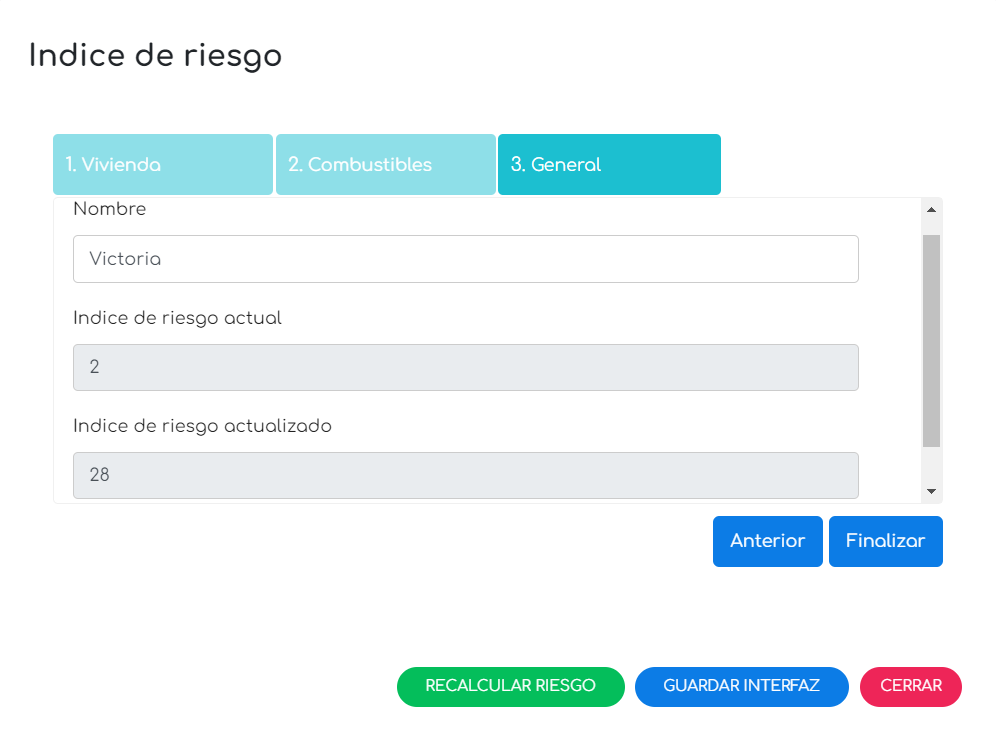 Indice de riesgo
1. Vivienda 2. Combustibles 3. General
Nombre
Victoria
Indice de riesgo actual
2
Indice de riesgo actualizado
28
Anterior Finalizar
RECALCULAR RIESGO GUARDAR INTERFAZ CERRAR